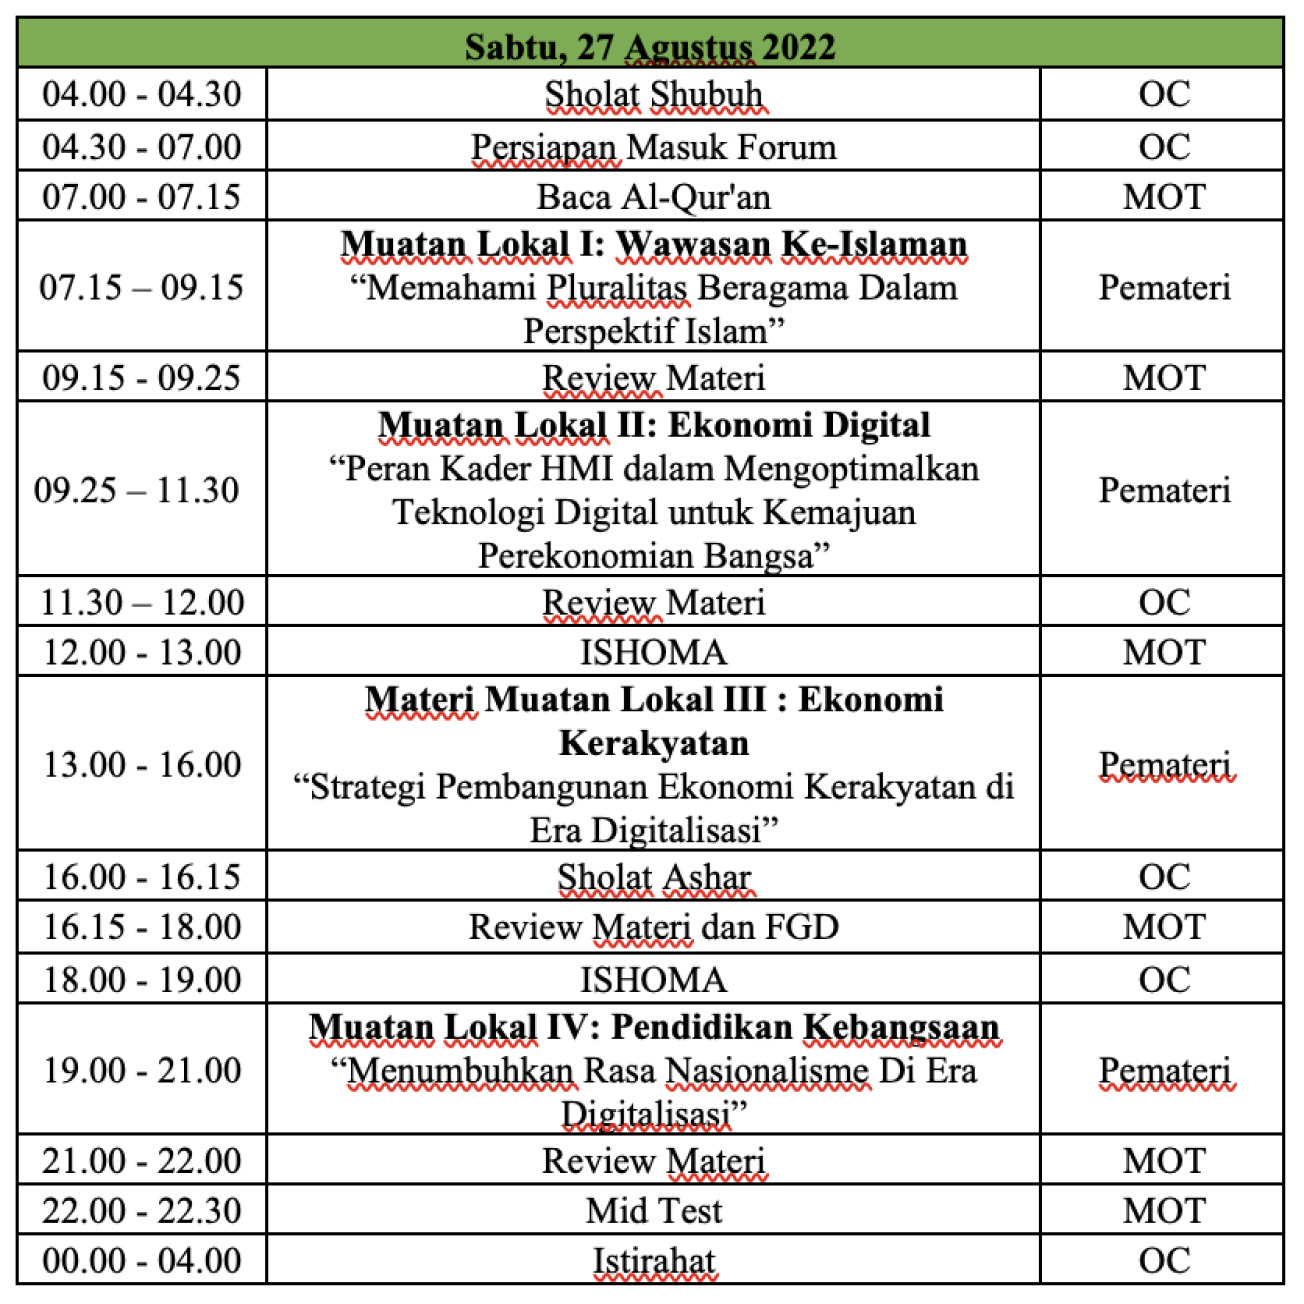 Sabtu, 27 Agustus 2022
04.00 - 04.30 Sholat Shubuh OC
04.30 - 07.00 Persiapan Masuk Forum OC
07.00 - 07.15 Baca Al-Qur'an MOT
07.15 – 09.15 Muatan Lokal I: Wawasan Ke-Islaman
“Memahami Pluralitas Beragama Dalam
Perspektif Islam” Pemateri
09.15 - 09.25 Review Materi MOT
09.25 – 11.30 Muatan Lokal II: Ekonomi Digital
“Peran Kader HMI dalam Mengoptimalkan
Teknologi Digital untuk Kemajuan
Perekonomian Bangsa” Pemateri
11.30 – 12.00 Review Materi OC
12.00 - 13.00 ISHOMA MOT
13.00 - 16.00 Materi Muatan Lokal III : Ekonomi
Kerakyatan
“Strategi Pembangunan Ekonomi Kerakyatan di
Era Digitalisasi” Pemateri
16.00 - 16.15 Sholat Ashar OC
16.15 - 18.00 Review Materi dan FGD MOT
18.00 - 19.00 ISHOMA OC
19.00 - 21.00 Muatan Lokal IV: Pendidikan Kebangsaan
“Menumbuhkan Rasa Nasionalisme Di Era
Digitalisasi” Pemateri
21.00 - 22.00 Review Materi MOT
22.00 - 22.30 Mid Test MOT
00.00 - 04.00 Istirahat OC